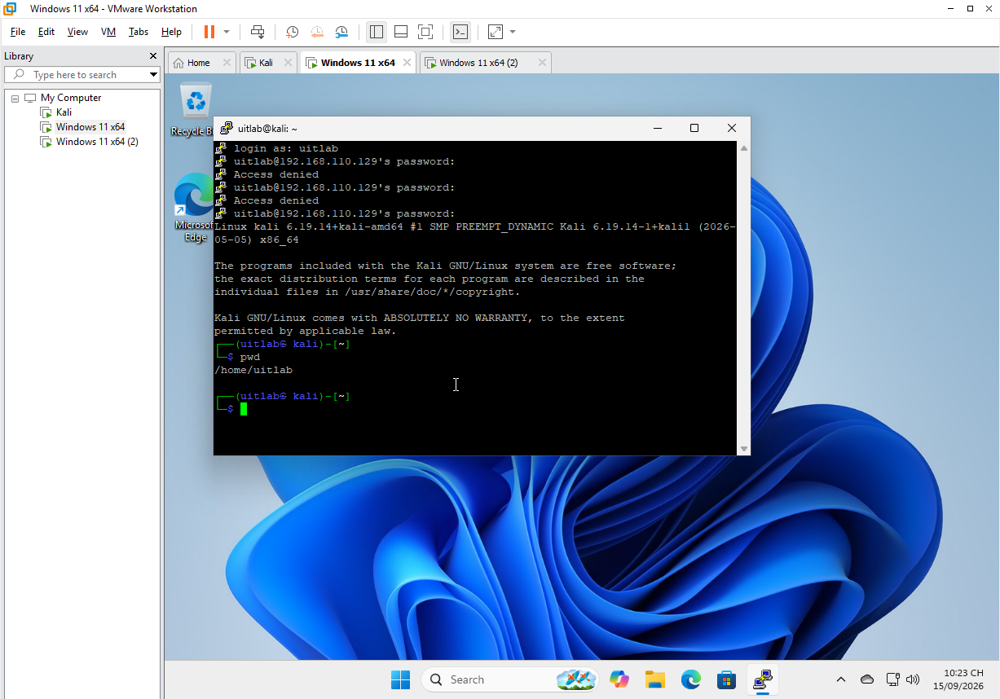 Windows 11 x64 - VMware Workstation
File Edit View VM Tabs Help
Library
Type here to search
My Computer
Kali
Windows 11 x64
Windows 11 x64 (2)
Home Kali Windows 11 x64 Windows 11 x64 (2)
Recycle Bi
Microsof
Edge
uitlab@kali: ~
login as: uitlab
uitlab@192.168.110.129's password:
Access denied
uitlab@192.168.110.129's password:
Access denied
uitlab@192.168.110.129's password:
Linux kali 6.19.14+kali-amd64 #1 SMP PREEMPT_DYNAMIC Kali 6.19.14-1+kali1 (2026-
05-05) x86_64
The programs included with the Kali GNU/Linux system are free software;
the exact distribution terms for each program are described in the
individual files in /usr/share/doc/*/copyright.
Kali GNU/Linux comes with ABSOLUTELY NO WARRANTY, to the extent
permitted by applicable law.
┌──(uitlab㉿ kali)-[~]
└─$ pwd
/home/uitlab
┌──(uitlab㉿ kali)-[~]
└─$
Search
10:23 CH
15/09/2026